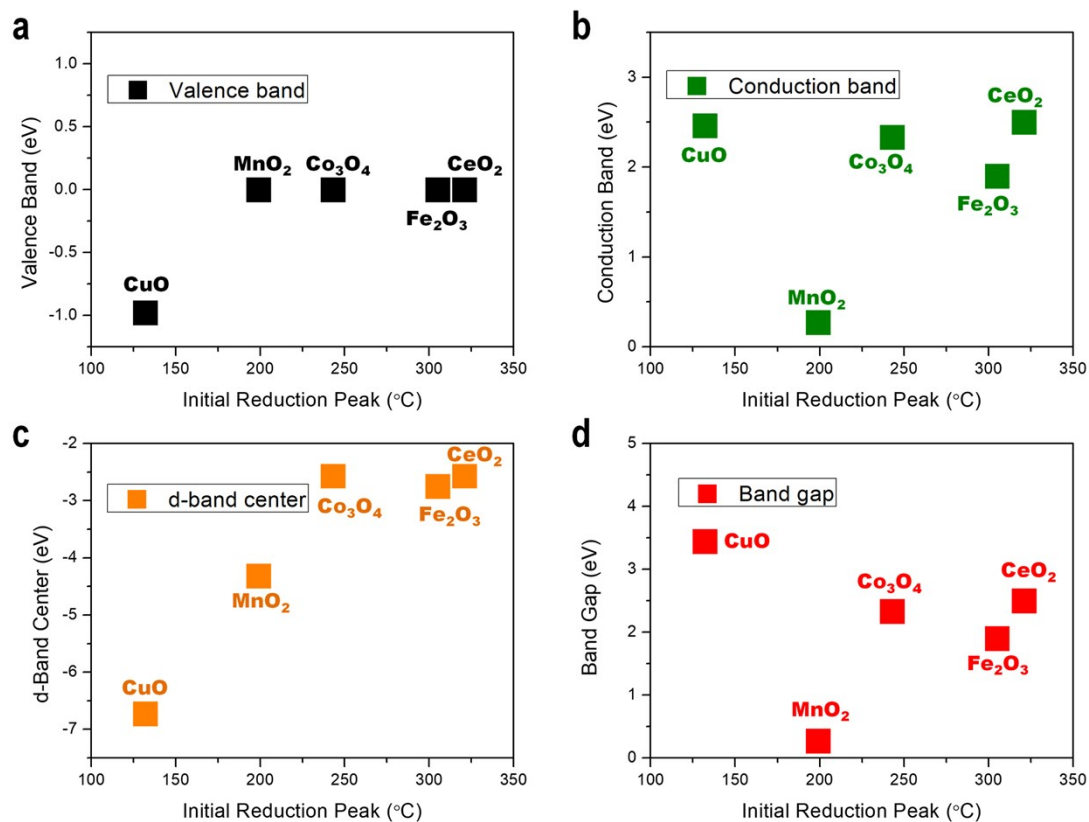 a
Valence band
Valence Band (eV)
1.0
0.5
0.0
-0.5
-1.0
MnO₂
Co₃O₄
CeO₂
Fe₂O₃
CuO
100
150
200
250
300
350
Initial Reduction Peak (°C)
b
Conduction band
Conduction Band (eV)
3
2
1
0
CeO₂
CuO
Co₃O₄
Fe₂O₃
MnO₂
100
150
200
250
300
350
Initial Reduction Peak (°C)
c
d-band center
d-Band Center (eV)
-2
-3
-4
-5
-6
-7
CeO₂
Co₃O₄
Fe₂O₃
MnO₂
CuO
100
150
200
250
300
350
Initial Reduction Peak (°C)
d
Band gap
Band Gap (eV)
5
4
3
2
1
0
CuO
Co₃O₄
CeO₂
Fe₂O₃
MnO₂
100
150
200
250
300
350
Initial Reduction Peak (°C)